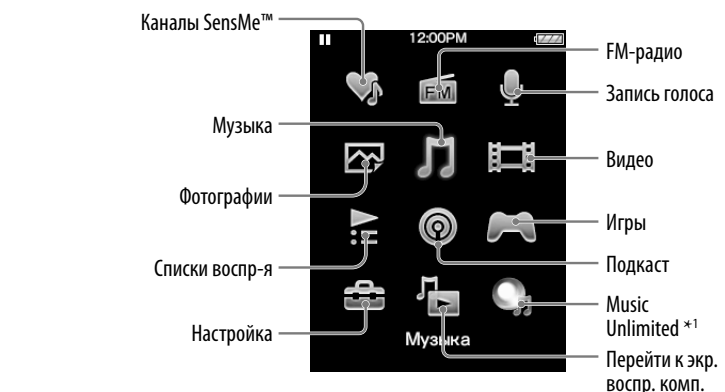 Каналы SensMe™
Музыка
Фотографии
Списки воспр-я
Настройка
12:00PM
FM
Музыка
FM-радио
Запись голоса
Видео
Игры
Подкаст
Music
Unlimited *1
Перейти к экр.
воспр. комп.